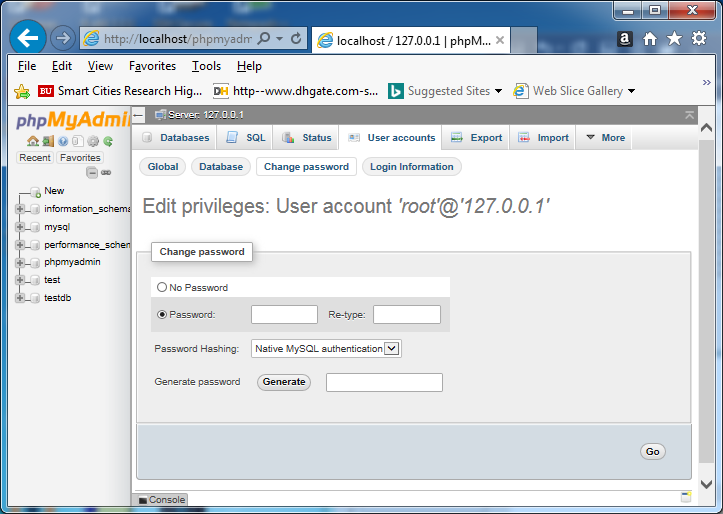 http://localhost/phpmyadm
localhost / 127.0.0.1 | phpM...
File Edit View Favorites Tools Help
BU Smart Cities Research Hig... DH http--www.dhgate.com-s... Suggested Sites Web Slice Gallery
phpMyAdmin
Server: 127.0.0.1
Databases SQL Status User accounts Export Import More
Recent Favorites
Global Database Change password Login Information
New
information_schema
mysql
performance_schem
phpmyadmin
test
testdb
Edit privileges: User account 'root'@'127.0.0.1'
Change password
No Password
Password: Re-type:
Password Hashing: Native MySQL authentication
Generate password Generate
Go
Console